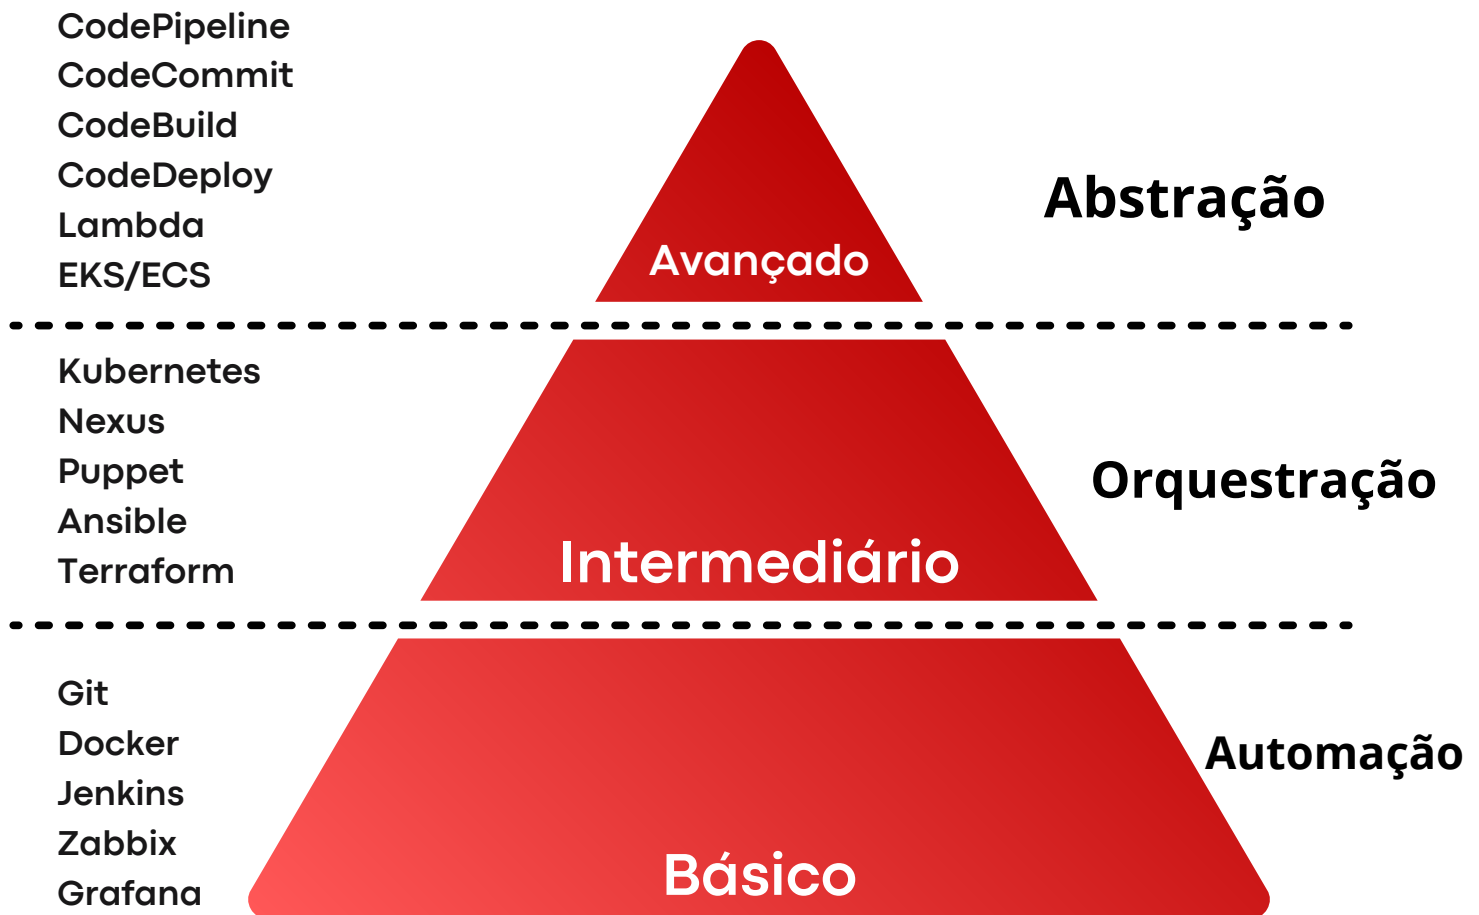 CodePipeline
CodeCommit
CodeBuild
CodeDeploy
Lambda
EKS/ECS
Avançado
Abstração
Kubernetes
Nexus
Puppet
Ansible
Terraform
Intermediário
Orquestração
Git
Docker
Jenkins
Zabbix
Grafana
Básico
Automação